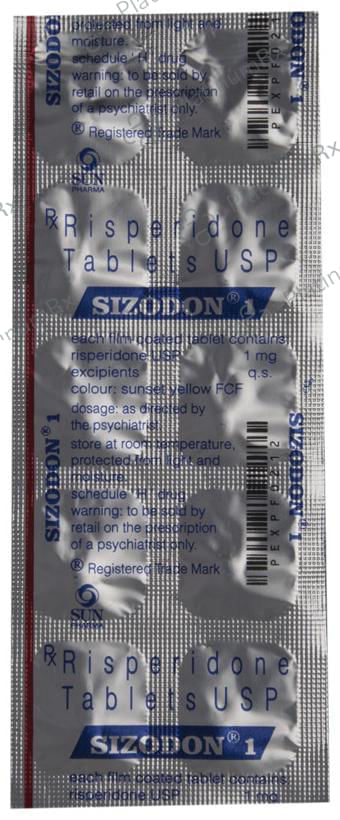 protected from light and
moisture.
schedule 'H' drug
warning: to be sold by
retail on the prescription
of a psychiatrist only.
® Registered Trade Mark
SUN
PHARMA
SIZODON
ODON® 1
PEXPF0212
Rx Risperidone
Tablets USP
SIZODON® 1
each film coated tablet contains
risperidone USP 1 mg
excipients q.s.
colour: sunset yellow FCF
dosage: as directed by
the psychiatrist
store at room temperature,
protected from light and
moisture.
schedule 'H' drug
warning: to be sold by
retail on the prescription
of a psychiatrist only.
® Registered Trade Mark
SUN
PHARMA
SIZODON® 1
SIZODON® 1
PEXPF0212
Rx Risperidone
Tablets USP
SIZODON® 1
each film coated tablet contains
risperidone USP 1 mg